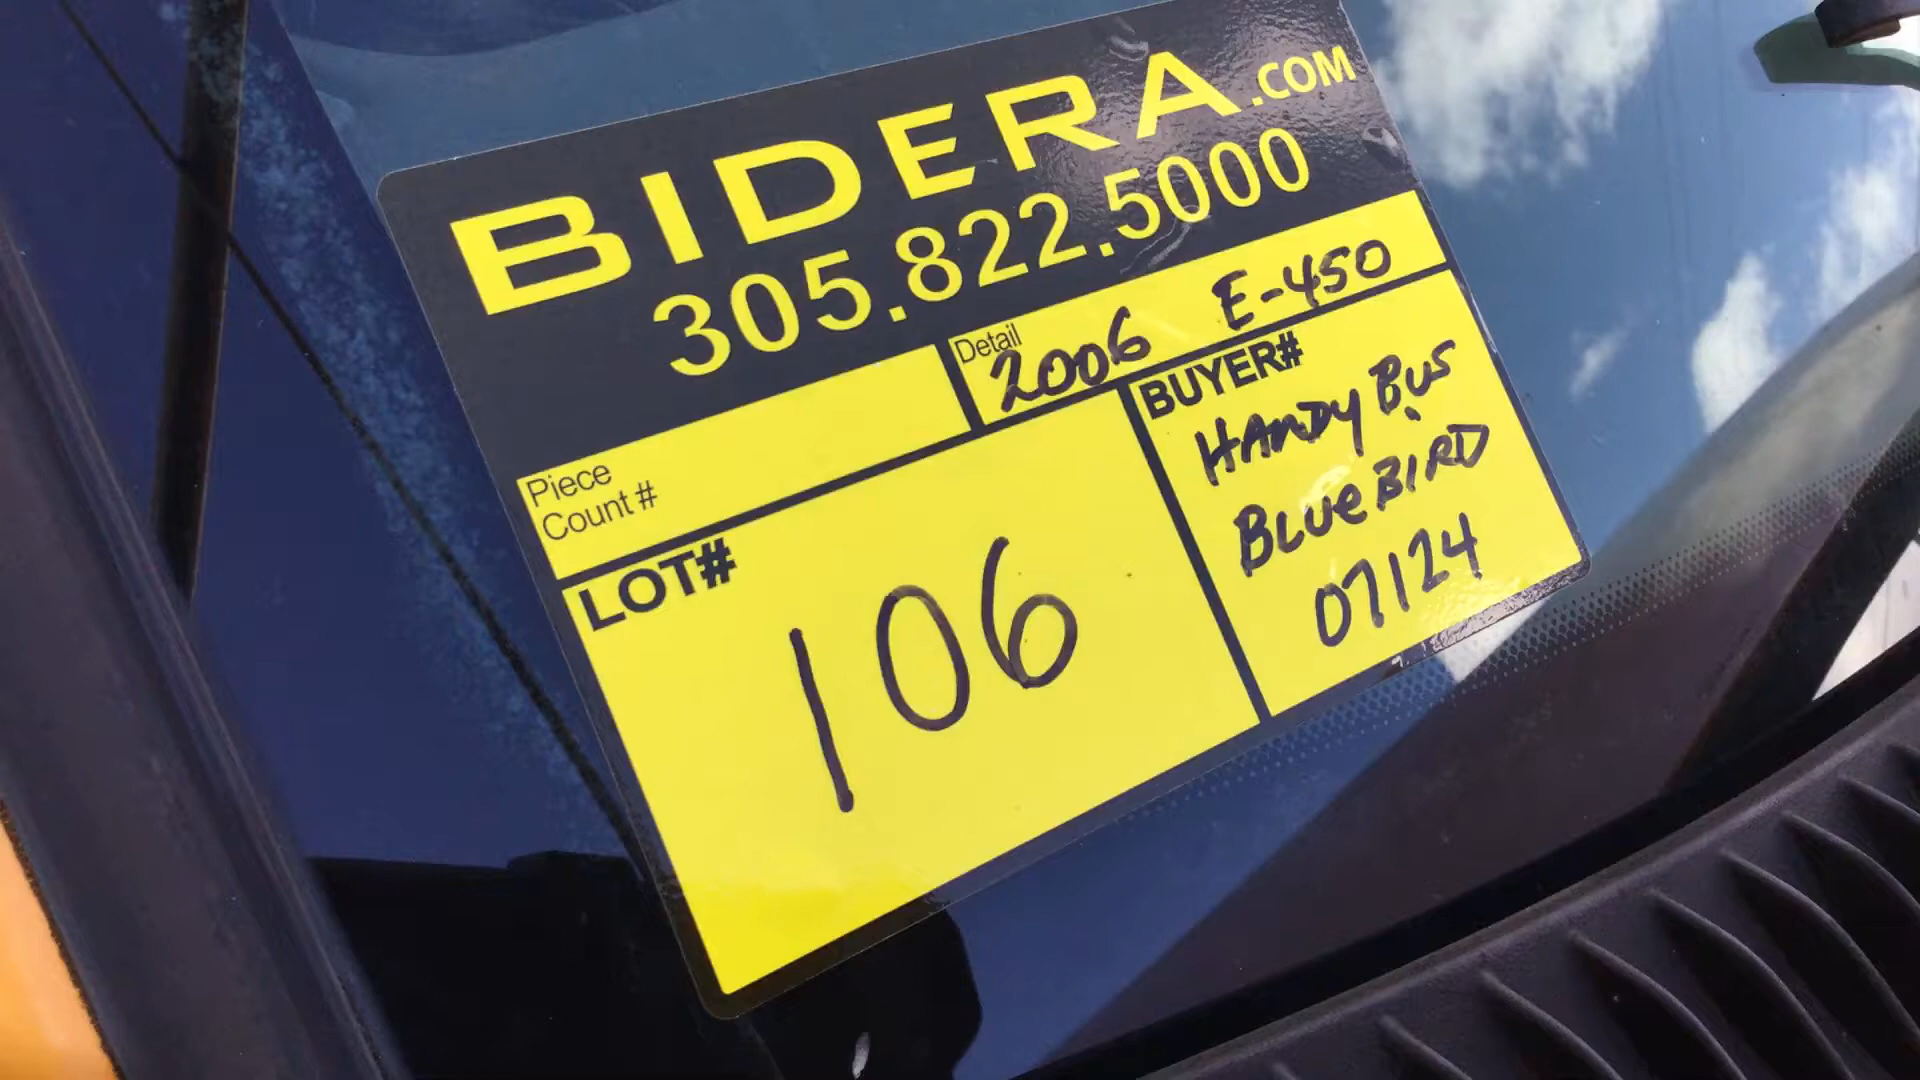 BIDERA.COM
305.822.5000
Piece
Count #
Detail
2006 E-450
LOT#
106
BUYER#
HANDY BUS
BLUE BIRD
07124